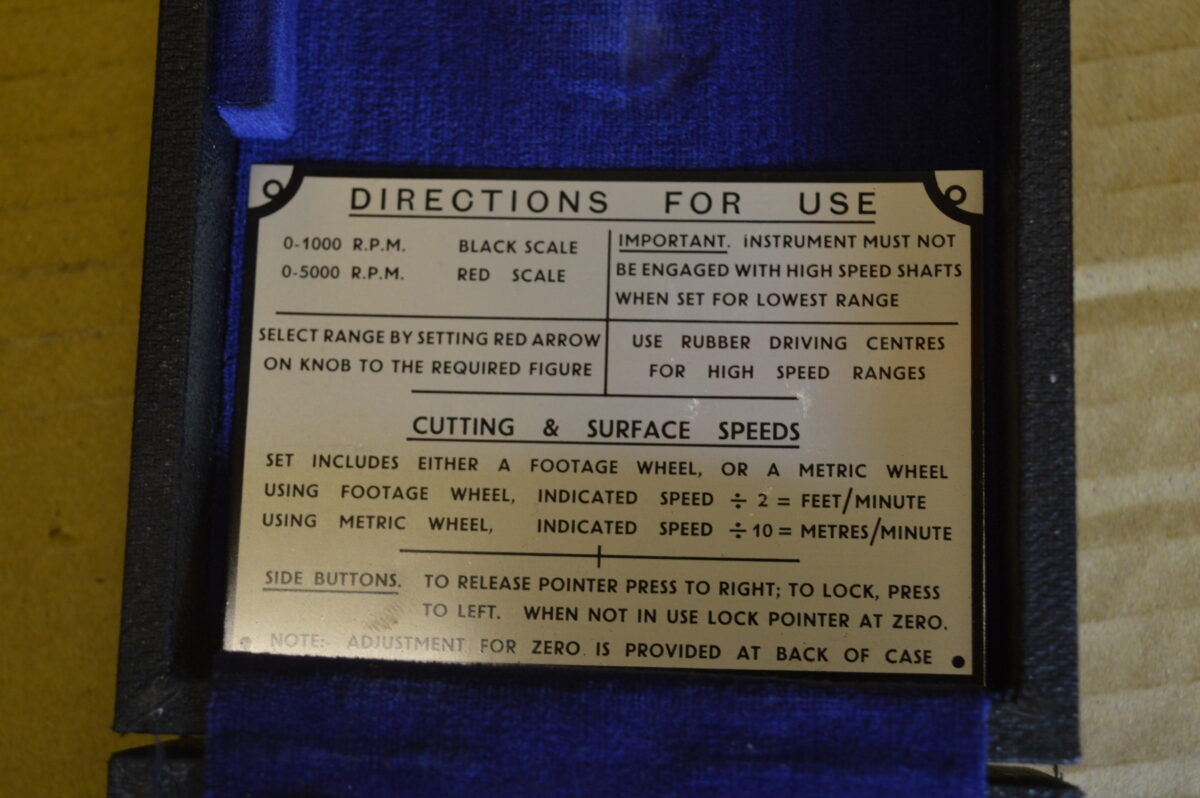 DIRECTIONS FOR USE
0-1000 R.P.M. BLACK SCALE
0-5000 R.P.M. RED SCALE
IMPORTANT. INSTRUMENT MUST NOT
BE ENGAGED WITH HIGH SPEED SHAFTS
WHEN SET FOR LOWEST RANGE
SELECT RANGE BY SETTING RED ARROW
ON KNOB TO THE REQUIRED FIGURE
USE RUBBER DRIVING CENTRES
FOR HIGH SPEED RANGES
CUTTING & SURFACE SPEEDS
SET INCLUDES EITHER A FOOTAGE WHEEL, OR A METRIC WHEEL
USING FOOTAGE WHEEL, INDICATED SPEED ÷ 2 = FEET/MINUTE
USING METRIC WHEEL, INDICATED SPEED ÷ 10 = METRES/MINUTE
SIDE BUTTONS. TO RELEASE POINTER PRESS TO RIGHT; TO LOCK, PRESS
TO LEFT. WHEN NOT IN USE LOCK POINTER AT ZERO.
NOTE:- ADJUSTMENT FOR ZERO IS PROVIDED AT BACK OF CASE